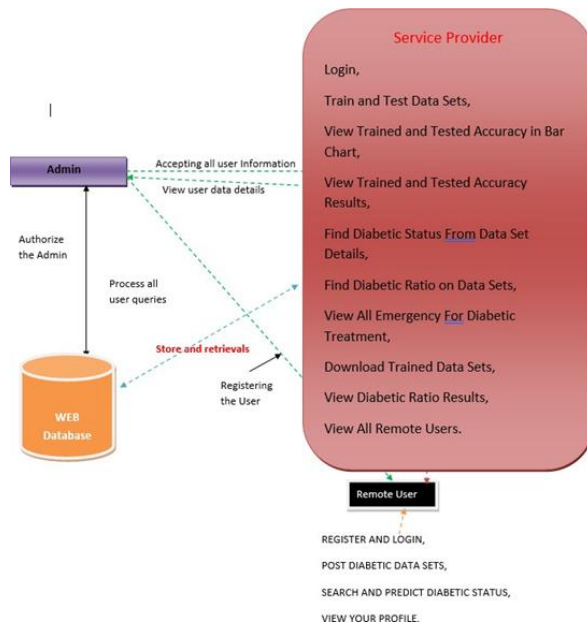 Service Provider
Login,
Train and Test Data Sets,
View Trained and Tested Accuracy in Bar
Chart,
View Trained and Tested Accuracy
Results,
Find Diabetic Status From Data Set
Details,
Find Diabetic Ratio on Data Sets,
View All Emergency For Diabetic
Treatment,
Download Trained Data Sets,
View Diabetic Ratio Results,
View All Remote Users.
Admin
Accepting all user Information
View user data details
Authorize
the Admin
Process all
user queries
Store and retrievals
Registering
the User
WEB
Database
Remote User
REGISTER AND LOGIN,
POST DIABETIC DATA SETS,
SEARCH AND PREDICT DIABETIC STATUS,
VIEW YOUR PROFILE.